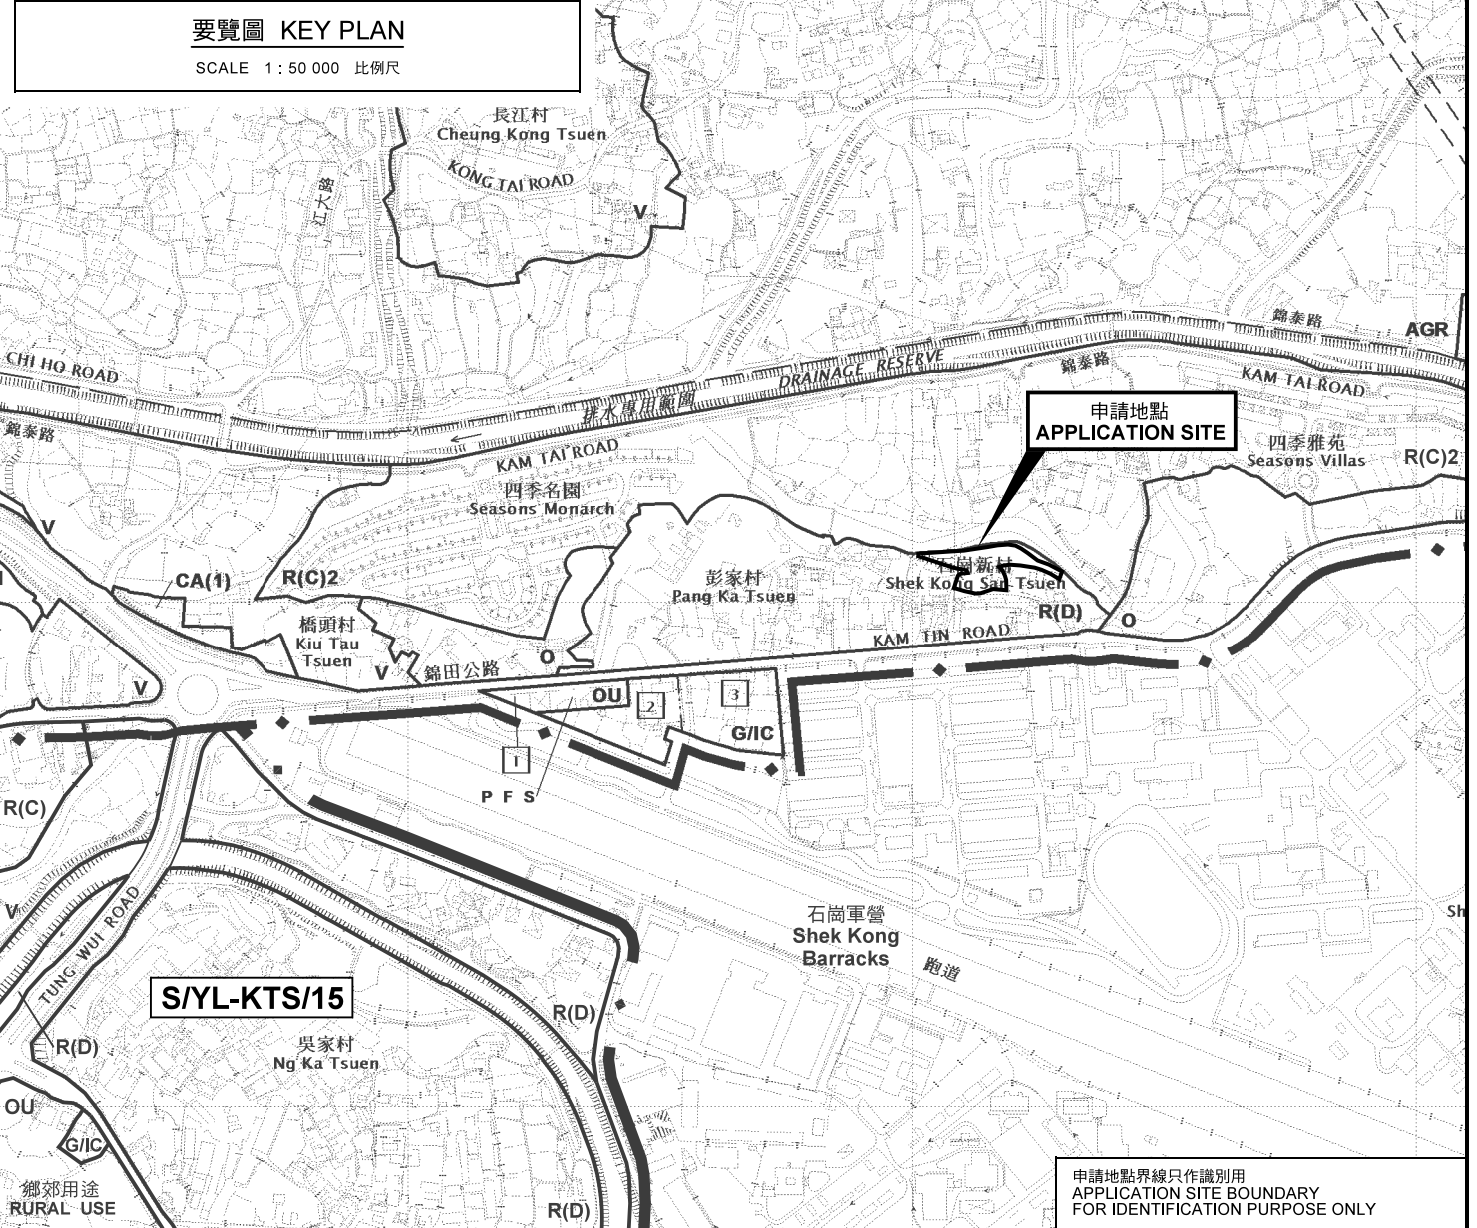 要覽圖 KEY PLAN
SCALE 1 : 50 000 比例尺
長江村
Cheung Kong Tsuen
KONG TAI ROAD
江大路
V
錦泰路
AGR
CHI HO ROAD
DRAINAGE RESERVE
錦泰路
KAM TAI ROAD
排水專用範圍
申請地點
APPLICATION SITE
錦泰路
KAM TAI ROAD
四季雅苑
Seasons Villas
R(C)2
四季名園
Seasons Monarch
V
CA(1)
R(C)2
彭家村
Pang Ka Tsuen
石崗新村
Shek Kong San Tsuen
R(D)
O
橋頭村
Kiu Tau
Tsuen
KAM TIN ROAD
V
錦田公路
O
V
OU
2
3
G/IC
1
P F S
R(C)
V
TUNG WUI ROAD
石崗軍營
Shek Kong
Barracks
跑道
Sh
S/YL-KTS/15
R(D)
R(D)
吳家村
Ng Ka Tsuen
OU
G/IC
鄉郊用途
RURAL USE
R(D)
申請地點界線只作識別用
APPLICATION SITE BOUNDARY
FOR IDENTIFICATION PURPOSE ONLY